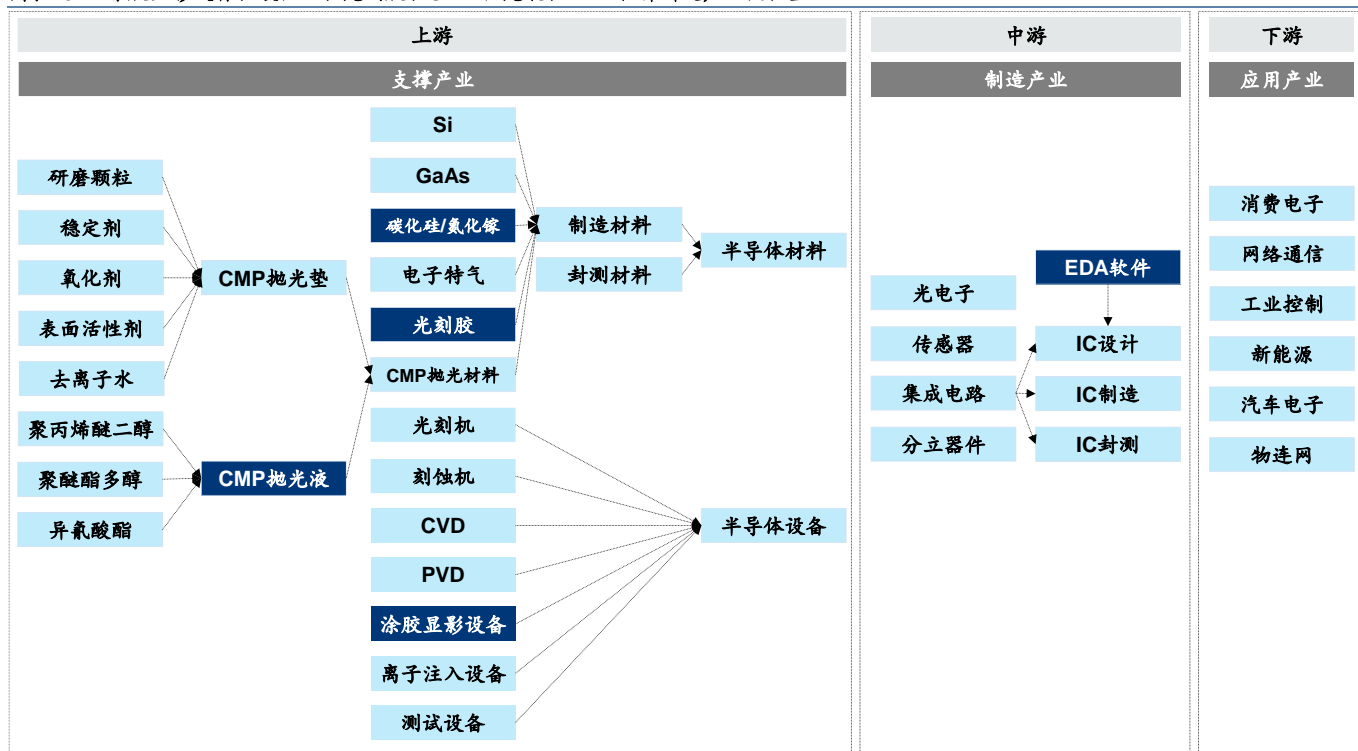 上游
支撑产业
研磨颗粒
稳定剂
氧化剂
表面活性剂
去离子水
聚丙烯醚二醇
聚醚酯多醇
异氰酸酯
CMP抛光垫
CMP抛光液
Si
GaAs
碳化硅/氮化镓
电子特气
光刻胶
CMP抛光材料
光刻机
刻蚀机
CVD
PVD
涂胶显影设备
离子注入设备
测试设备
制造材料
封测材料
半导体材料
半导体设备
中游
制造产业
光电子
传感器
集成电路
分立器件
EDA软件
IC设计
IC制造
IC封测
下游
应用产业
消费电子
网络通信
工业控制
新能源
汽车电子
物连网